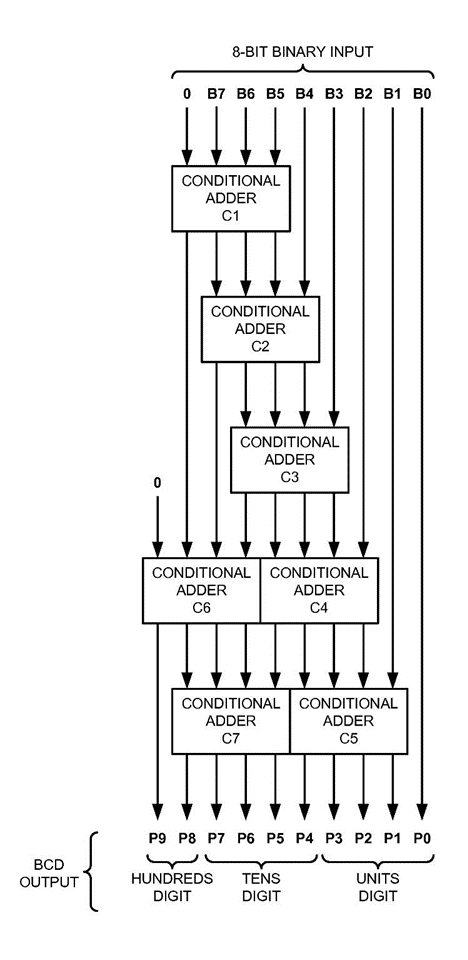 8-BIT BINARY INPUT
0 B7 B6 B5 B4 B3 B2 B1 B0
CONDITIONAL
ADDER
C1
CONDITIONAL
ADDER
C2
CONDITIONAL
ADDER
C3
0
CONDITIONAL
ADDER
C6
CONDITIONAL
ADDER
C4
CONDITIONAL
ADDER
C7
CONDITIONAL
ADDER
C5
P9 P8 P7 P6 P5 P4 P3 P2 P1 P0
BCD
OUTPUT
HUNDREDS
DIGIT
TENS
DIGIT
UNITS
DIGIT